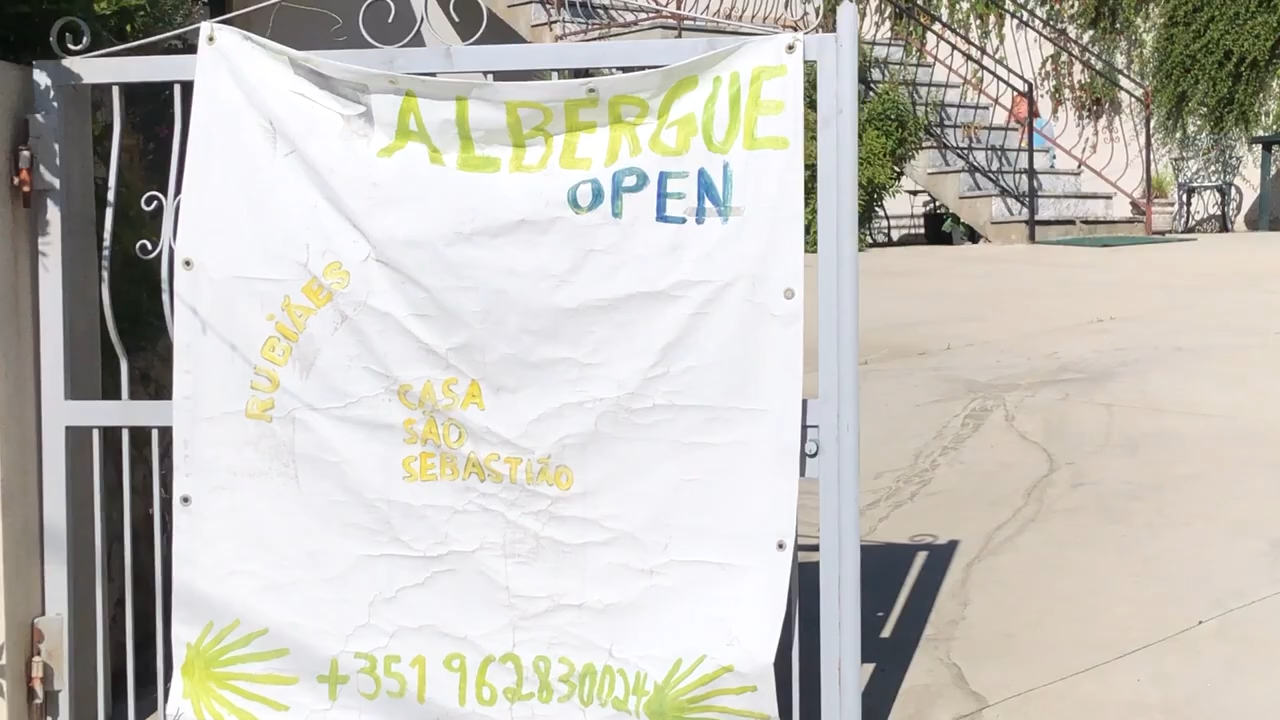 ALBERGUE
OPEN
RUBIÃES
CASA
SÃO
SEBASTIÃO
+351 962830024